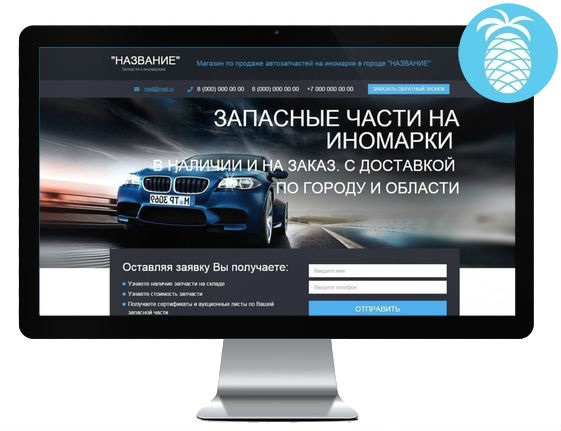 "НАЗВАНИЕ"
Запчасти к иномаркам
Магазин по продаже автозапчастей на иномарки в городе "НАЗВАНИЕ"
mail@mail.ru
8 (000) 000 00 00
8 (000) 000 00 00
+7 000 000 00 00
ЗАКАЗАТЬ ОБРАТНЫЙ ЗВОНОК
ЗАПАСНЫЕ ЧАСТИ НА
ИНОМАРКИ
В НАЛИЧИИ И НА ЗАКАЗ. С ДОСТАВКОЙ
ПО ГОРОДУ И ОБЛАСТИ
Оставляя заявку Вы получаете:
Узнаете наличие запчасти на складе
Узнаете стоимость запчасти
Получаете сертификаты и аукционные листы по Вашей
запасной части
Введите имя
Введите телефон
ОТПРАВИТЬ